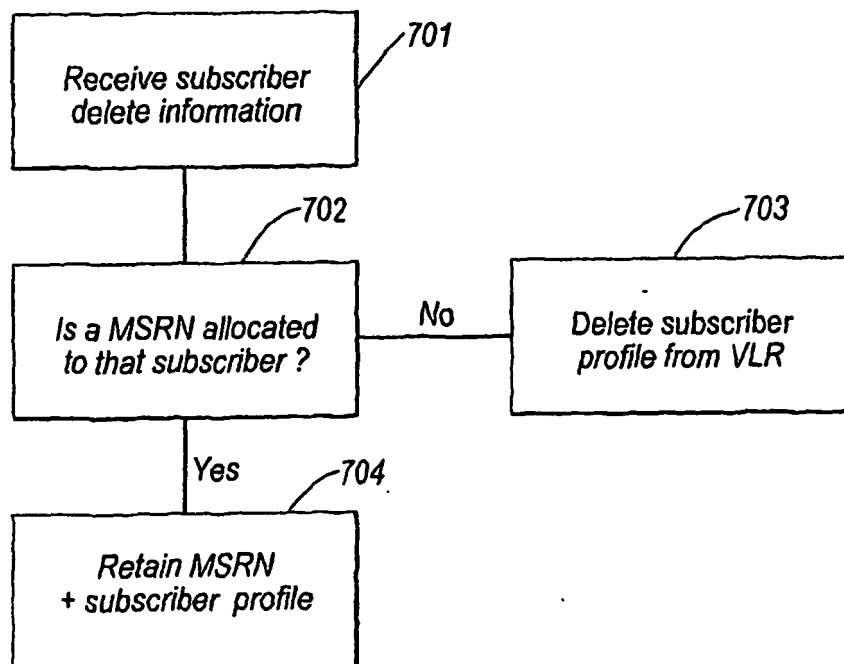 701
Receive subscriber
delete information
702
703
Is a MSRN allocated
to that subscriber ?
No
Delete subscriber
profile from VLR
Yes
704
Retain MSRN
+ subscriber profile